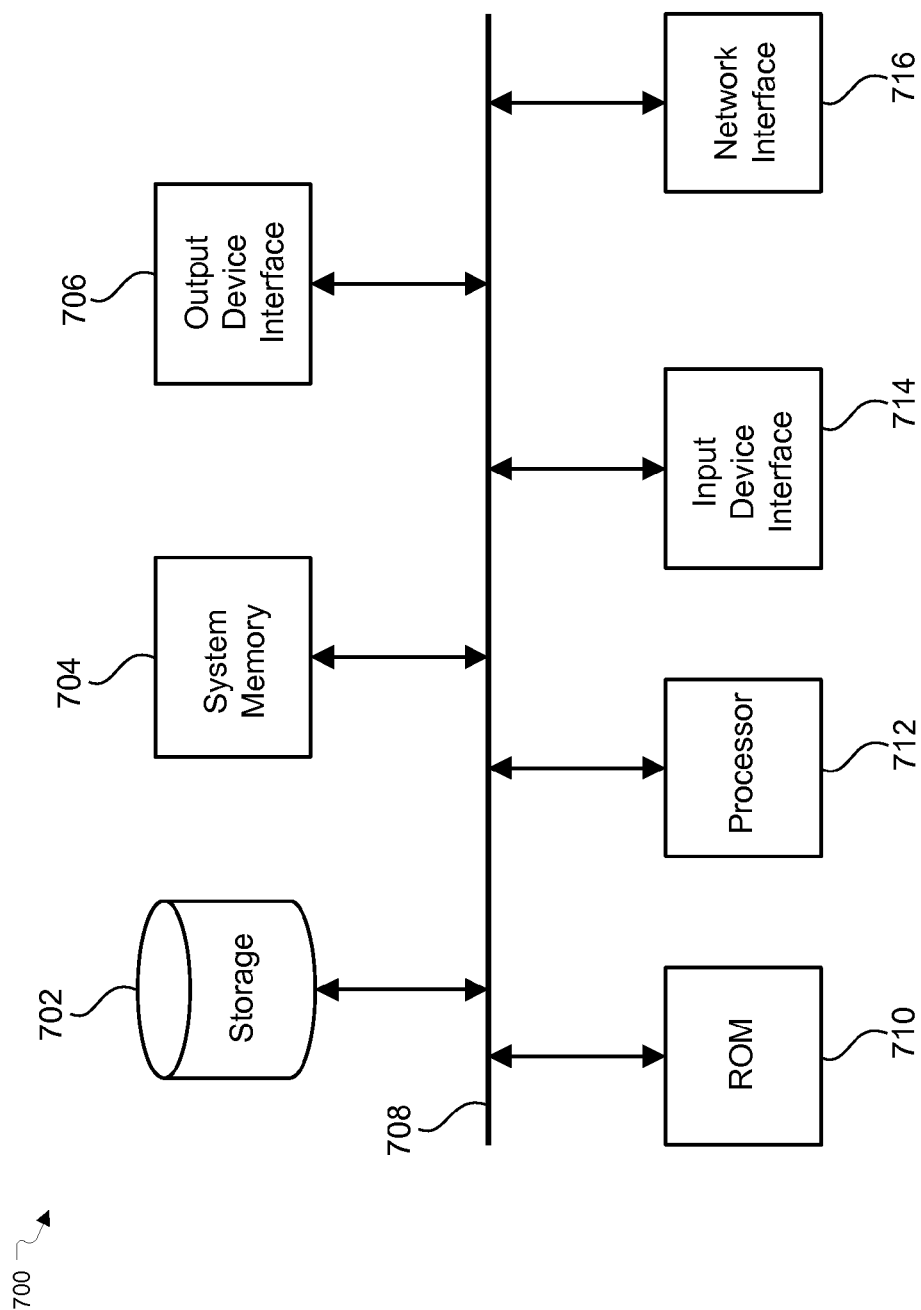 700
702
Storage
704
System
Memory
706
Output
Device
Interface
708
ROM
710
Processor
712
Input
Device
Interface
714
Network
Interface
716